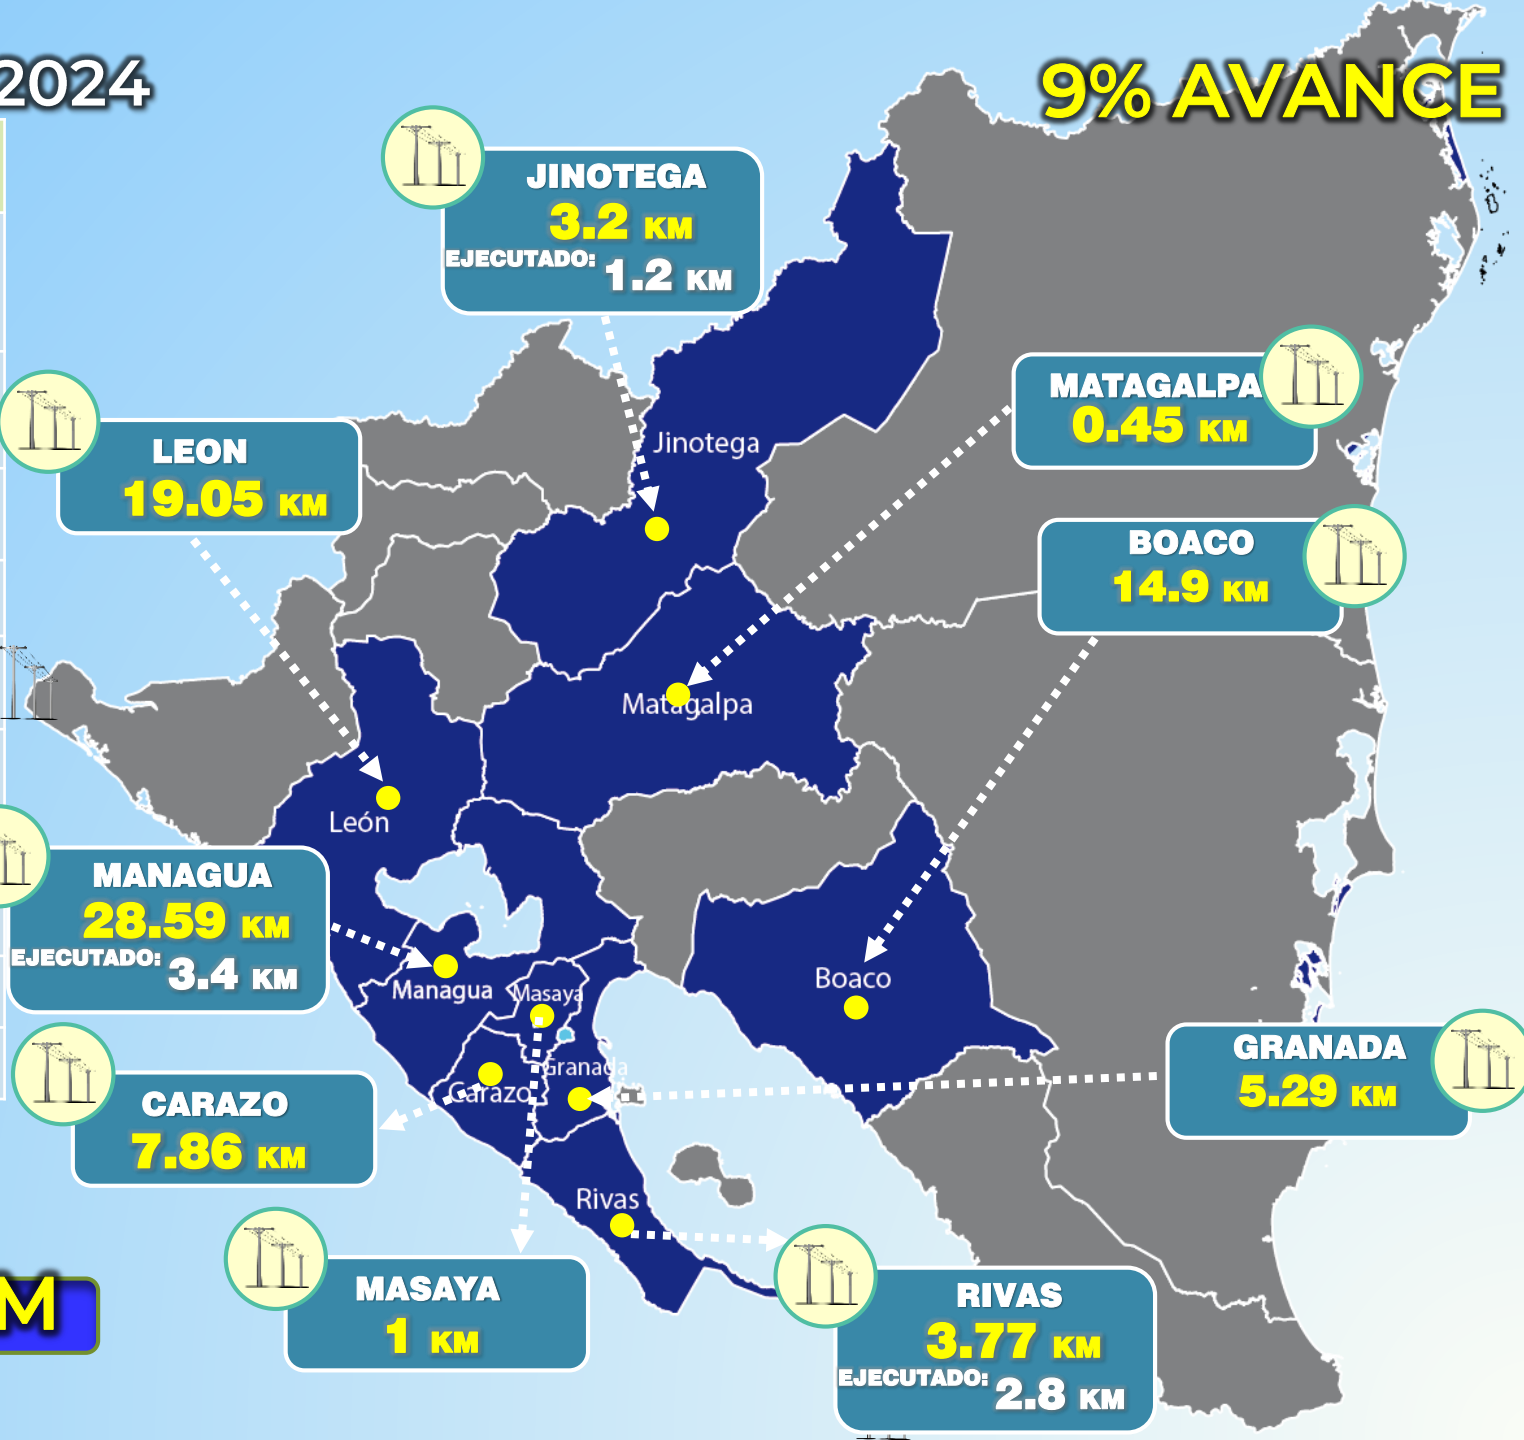 2024
9% AVANCE
JINOTEGA
3.2 KM
EJECUTADO: 1.2 KM
MATAGALPA
0.45 KM
LEON
19.05 KM
Jinotega
BOACO
14.9 KM
Matagalpa
León
MANAGUA
28.59 KM
EJECUTADO: 3.4 KM
Boaco
Managua
Masaya
GRANADA
5.29 KM
Granada
Carazo
CARAZO
7.86 KM
Rivas
MASAYA
1 KM
RIVAS
3.77 KM
EJECUTADO: 2.8 KM
M